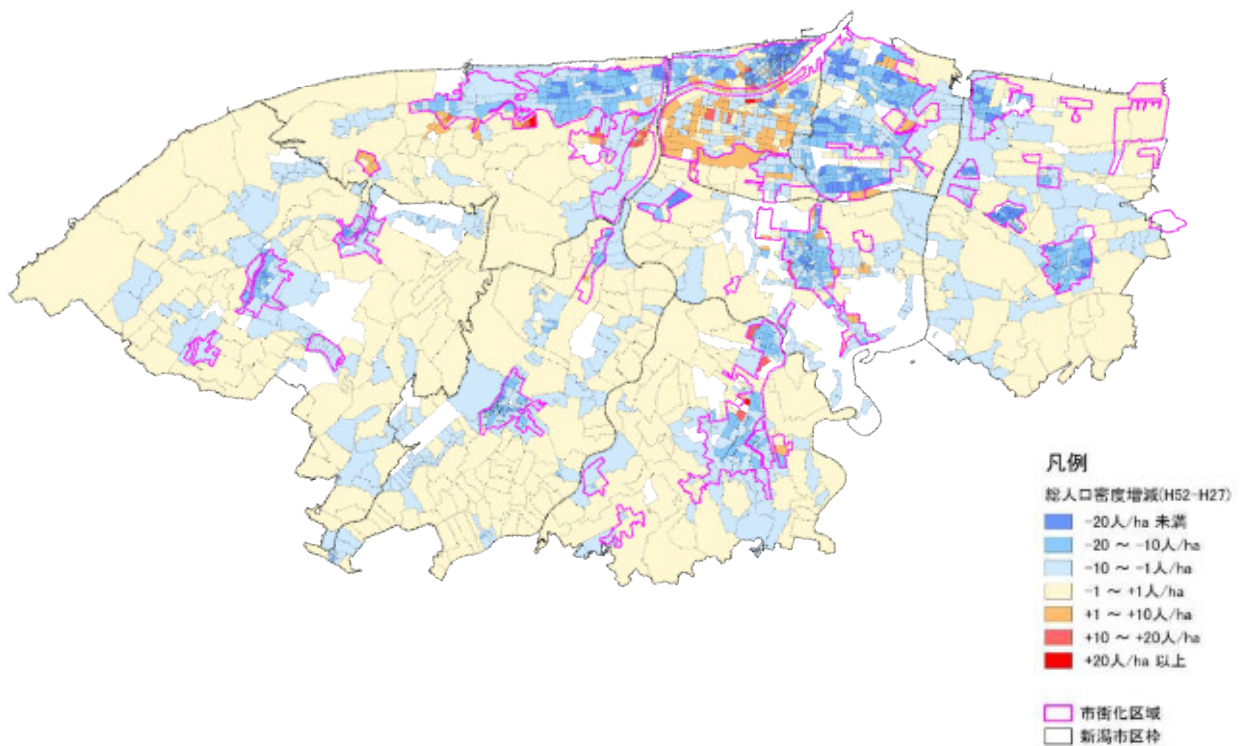 凡例
総人口密度増減(H52-H27)
-20人/ha 未満
-20 ～ -10人/ha
-10 ～ -1人/ha
-1 ～ +1人/ha
+1 ～ +10人/ha
+10 ～ +20人/ha
+20人/ha 以上
市街化区域
新潟市区枠